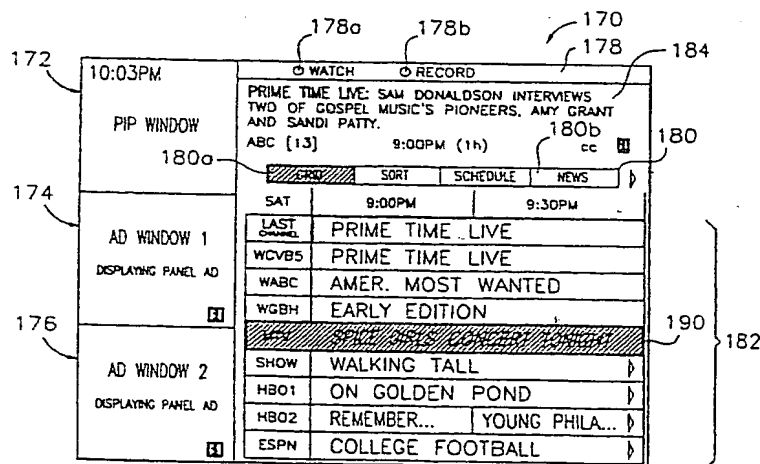 178a 178b 170
172 178 184
10:03PM WATCH RECORD
PIP WINDOW
PRIME TIME LIVE: SAM DONALDSON INTERVIEWS
TWO OF GOSPEL MUSIC'S PIONEERS, AMY GRANT
AND SANDI PATTY.
180b
ABC [13] 9:00PM (1h) CC
180a 180
GRID SORT SCHEDULE NEWS
174
SAT 9:00PM 9:30PM
AD WINDOW 1
DISPLAYING PANEL AD
LAST CHANNEL PRIME TIME LIVE
WCVB5 PRIME TIME LIVE
WABC AMER. MOST WANTED
WGBH EARLY EDITION
176 190 182
SPICE GIRLS CONCERT TONIGHT
AD WINDOW 2
DISPLAYING PANEL AD
SHOW WALKING TALL
HBO1 ON GOLDEN POND
HBO2 REMEMBER... YOUNG PHILA...
ESPN COLLEGE FOOTBALL